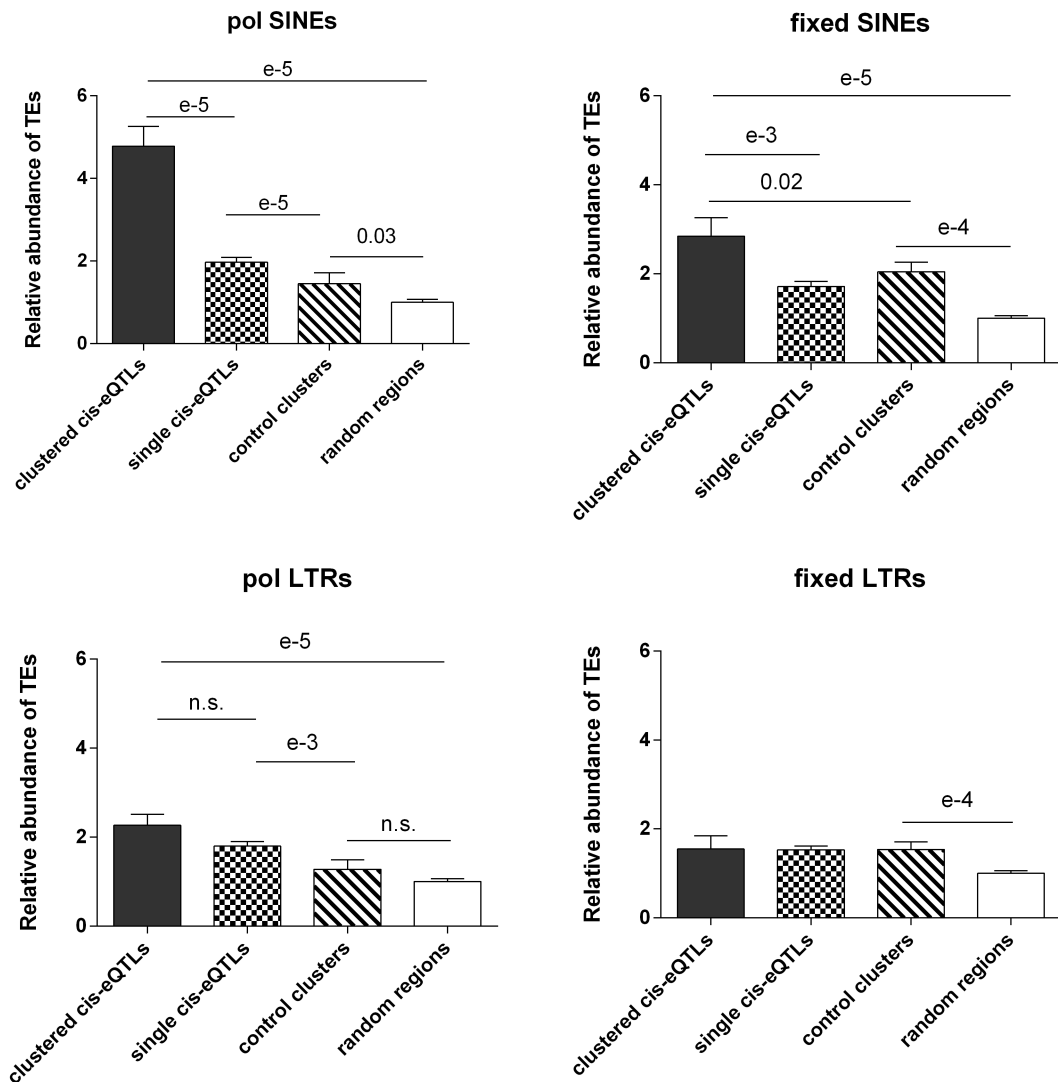 pol SINEs
Relative abundance of TEs
6
4
2
0
e-5
e-5
e-5
0.03
clustered cis-eQTLs
single cis-eQTLs
control clusters
random regions
fixed SINEs
Relative abundance of TEs
6
4
2
0
e-5
e-3
0.02
e-4
clustered cis-eQTLs
single cis-eQTLs
control clusters
random regions
pol LTRs
Relative abundance of TEs
6
4
2
0
e-5
n.s.
e-3
n.s.
clustered cis-eQTLs
single cis-eQTLs
control clusters
random regions
fixed LTRs
Relative abundance of TEs
6
4
2
0
e-4
clustered cis-eQTLs
single cis-eQTLs
control clusters
random regions